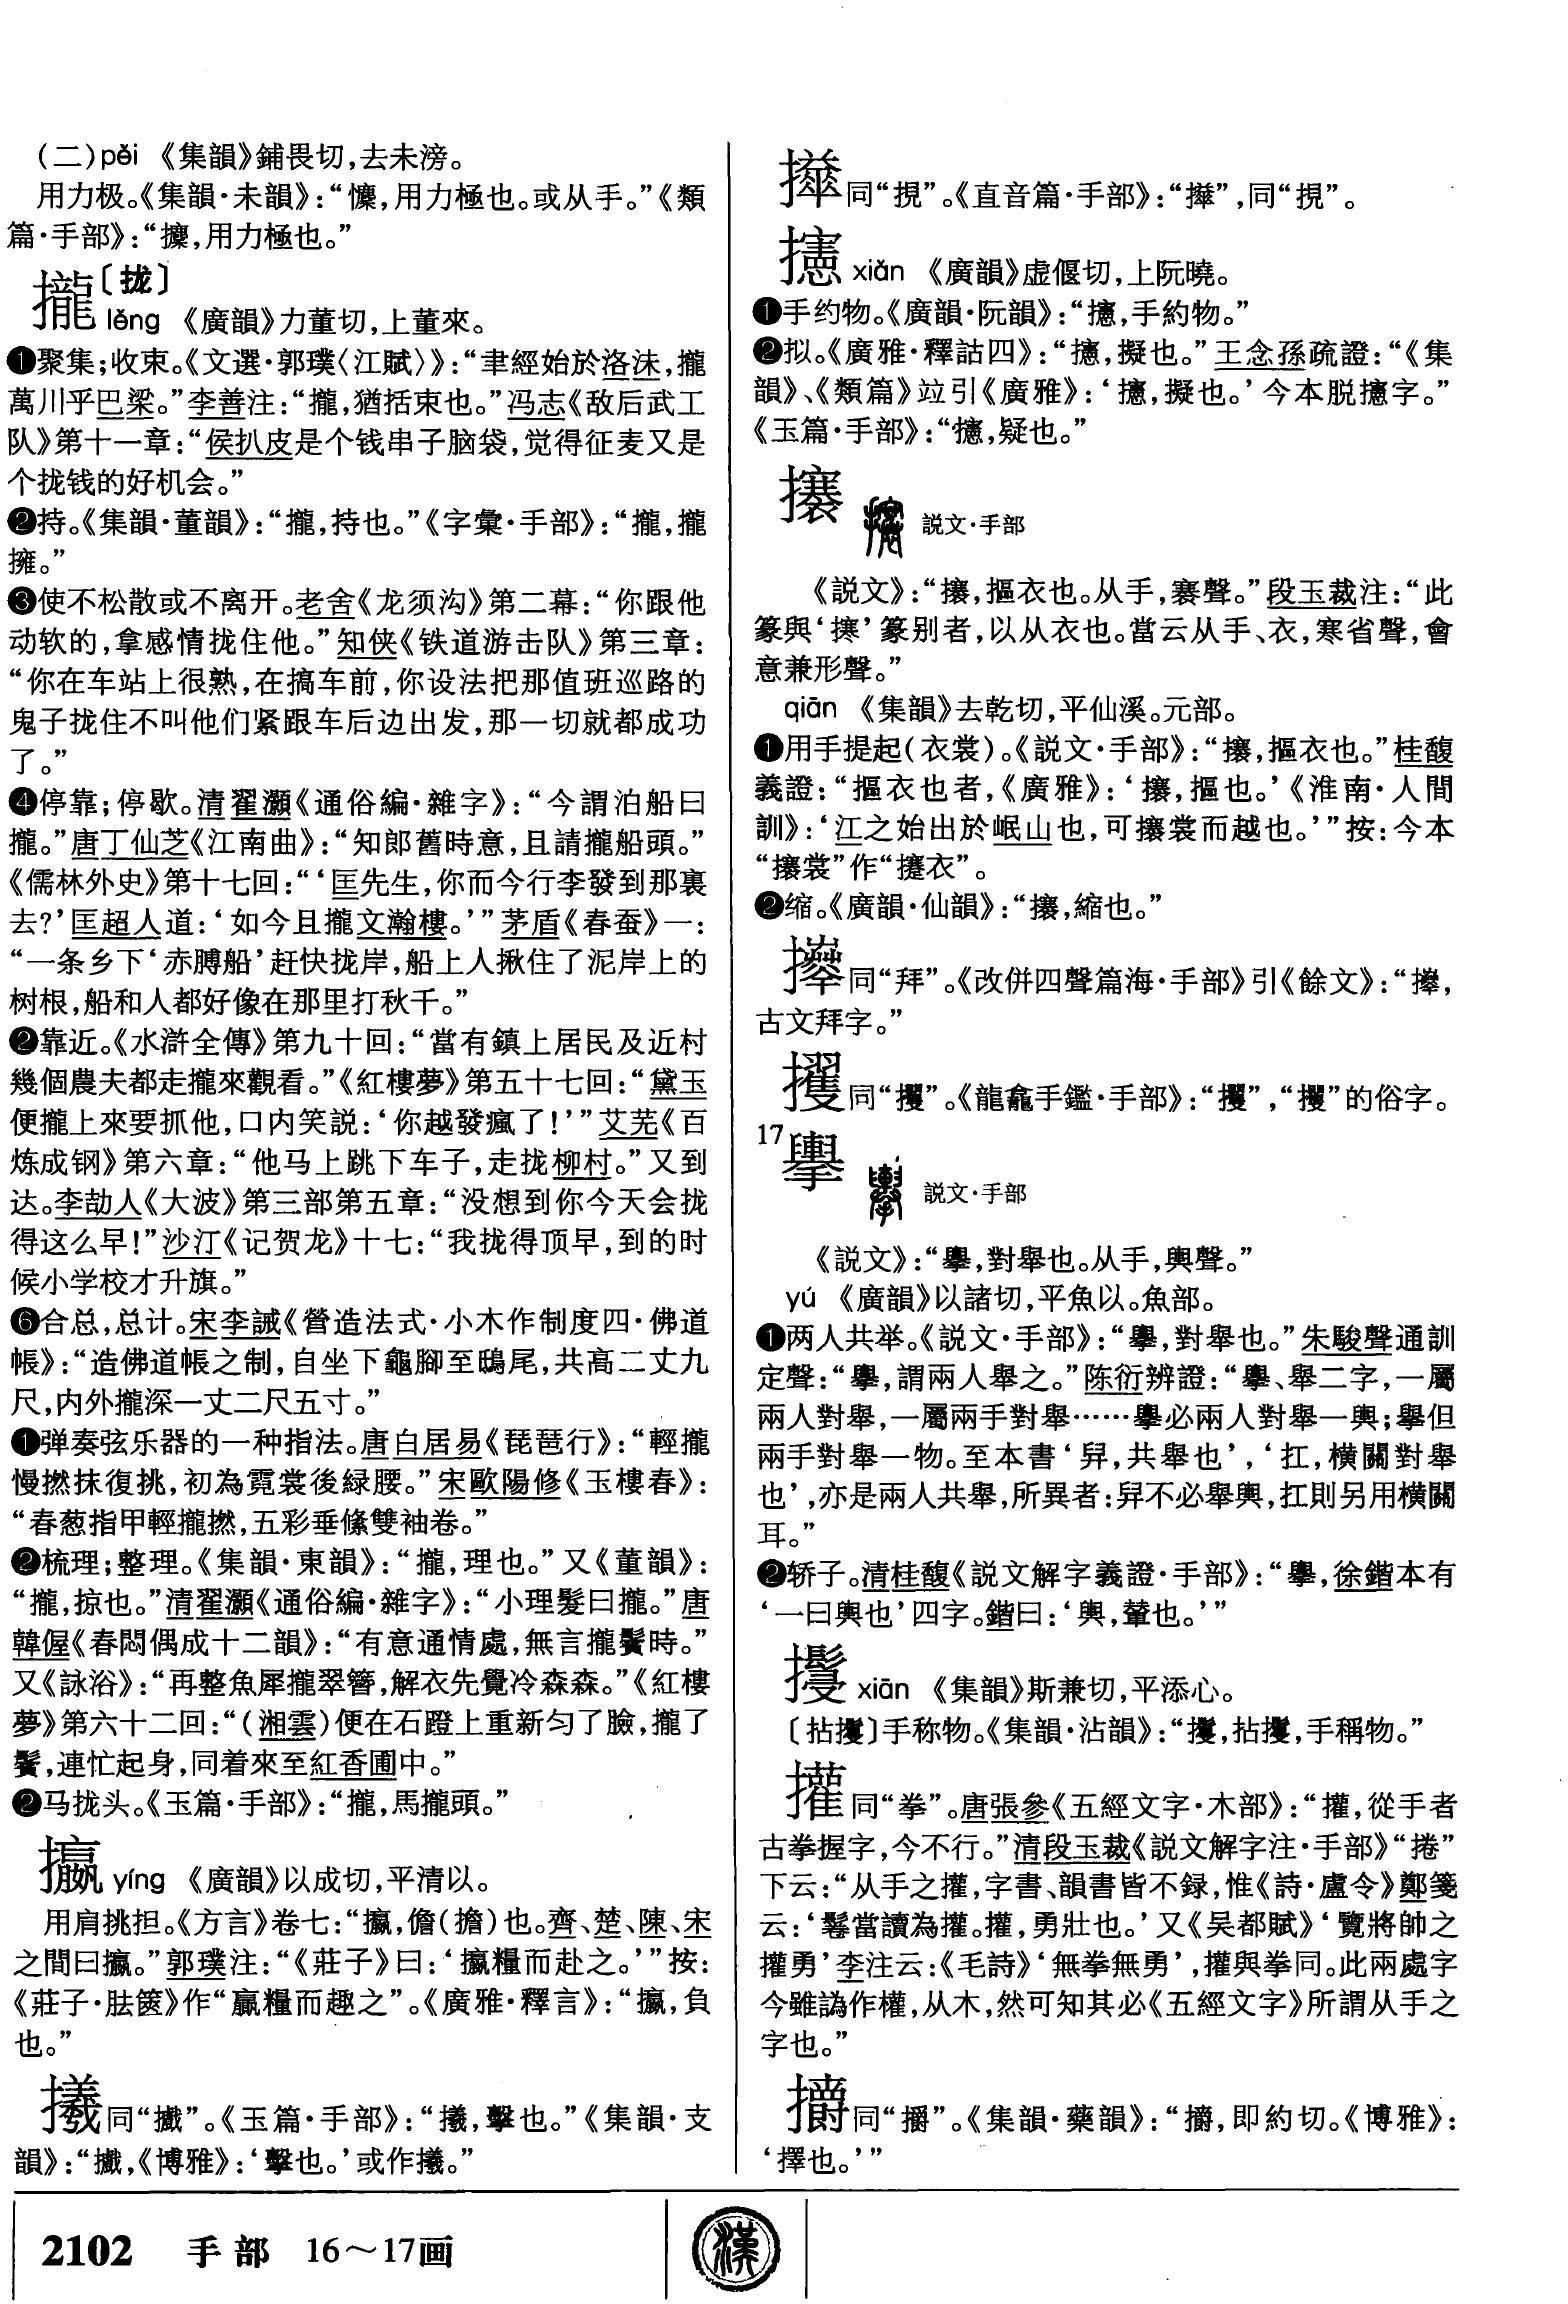 (二)pěi 《集韻》鋪畏切，去未滂。
用力极。《集韻·未韻》：“懡，用力極也。或从手。”《類
篇·手部》：“攠，用力極也。”
攏〔拢〕
lǒng 《廣韻》力董切，上董來。
❶聚集；收束。《文選·郭璞〈江賦〉》：“聿經始於洛沬，攏
萬川乎巴梁。”李善注：“攏，猶括束也。”冯志《敌后武工
队》第十一章：“侯扒皮是个钱串子脑袋，觉得征麦又是
个拢钱的好机会。”
❷持。《集韻·董韻》：“攏，持也。”《字彙·手部》：“攏，攏
擁。”
❸使不松散或不离开。老舍《龙须沟》第二幕：“你跟他
动软的，拿感情拢住他。”知侠《铁道游击队》第三章：
“你在车站上很熟，在搞车前，你设法把那值班巡路的
鬼子拢住不叫他们紧跟车后边出发，那一切就都成功
了。”
❹停靠；停歇。清翟灝《通俗編·雜字》：“今謂泊船曰
攏。”唐丁仙芝《江南曲》：“知郎舊時意，且請攏船頭。”
《儒林外史》第十七回：“‘匡先生，你而今行李發到那裏
去?’匡超人道：‘如今且攏文瀚樓。’”茅盾《春蚕》一：
“一条乡下‘赤膊船’赶快拢岸，船上人揪住了泥岸上的
树根，船和人都好像在那里打秋千。”
❷靠近。《水滸全傳》第九十回：“當有鎮上居民及近村
幾個農夫都走攏來觀看。”《紅樓夢》第五十七回：“黛玉
便攏上來要抓他，口内笑説：‘你越發瘋了！’”艾芜《百
炼成钢》第六章：“他马上跳下车子，走拢柳村。”又到
达。李劼人《大波》第三部第五章：“没想到你今天会拢
得这么早！”沙汀《记贺龙》十七：“我拢得顶早，到的时
候小学校才升旗。”
❻合总，总计。宋李誡《營造法式·小木作制度四·佛道
帳》：“造佛道帳之制，自坐下龜腳至鴟尾，共高二丈九
尺，内外攏深一丈二尺五寸。”
❶弹奏弦乐器的一种指法。唐白居易《琵琶行》：“輕攏
慢撚抹復挑，初為霓裳後緑腰。”宋歐陽修《玉樓春》：
“春葱指甲輕攏撚，五彩垂絛雙袖卷。”
❷梳理；整理。《集韻·東韻》：“攏，理也。”又《董韻》：
“攏，掠也。”清翟灝《通俗編·雜字》：“小理髮曰攏。”唐
韓偓《春悶偶成十二韻》：“有意通情處，無言攏鬢時。”
又《詠浴》：“再整魚犀攏翠簪，解衣先覺冷森森。”《紅樓
夢》第六十二回：“(湘雲)便在石蹬上重新匀了臉，攏了
鬢，連忙起身，同着來至紅香圃中。”
❷马拢头。《玉篇·手部》：“攏，馬攏頭。”
攍yíng 《廣韻》以成切，平清以。
用肩挑担。《方言》卷七：“攍，儋(擔)也。齊、楚、陳、宋
之間曰攍。”郭璞注：“《莊子》曰：‘攍糧而赴之。’”按：
《莊子·胠篋》作“贏糧而趣之”。《廣雅·釋言》：“攍，負
也。”
同“㩢”。《玉篇·手部》：“㩘，擊也。”《集韻·支
韻》：“㩢，《博雅》：‘擊也。’或作㩘。”
同“挸”。《直音篇·手部》：“”，同“挸”。
攇xiǎn 《廣韻》虚偃切，上阮曉。
❶手约物。《廣韻·阮韻》：“攇，手約物。”
❷拟。《廣雅·釋詁四》：“攇，擬也。”王念孫疏證：“《集
韻》、《類篇》竝引《廣雅》：‘攇，擬也。’今本脱攇字。”
《玉篇·手部》：“㦥，疑也。”
攐 説文·手部
《説文》：“攐，摳衣也。从手，褰聲。”段玉裁注：“此
篆與‘㩃’篆别者，以从衣也。當云从手、衣，寒省聲，會
意兼形聲。”
qiān 《集韻》去乾切，平仙溪。元部。
❶用手提起(衣裳)。《説文·手部》：“攐，摳衣也。”桂馥
義證：“摳衣也者，《廣雅》：‘攐，摳也。’《淮南·人間
訓》：‘江之始出於岷山也，可攐裳而越也。’”按：今本
“攐裳”作“攓衣”。
❷缩。《廣韻·仙韻》：“攐，縮也。”
同“拜”。《改併四聲篇海·手部》引《餘文》：“，
古文拜字。”
同“攫”。《龍龕手鑑·手部》：“”，“攫”的俗字。
17
擧 説文·手部
《説文》：“，對舉也。从手，輿聲。”
yú 《廣韻》以諸切，平魚以。魚部。
❶两人共举。《説文·手部》：“，對舉也。”朱駿聲通訓
定聲：“，謂兩人舉之。”陈衍辨證：“、舉二字，一屬
兩人對舉，一屬兩手對舉……必兩人對舉一輿；擧但
兩手對舉一物。至本書‘舁，共舉也’，‘扛，横關對舉
也’，亦是兩人共舉，所異者：舁不必舉輿，扛則另用横關
耳。”
❷轿子。清桂馥《説文解字義證·手部》：“，徐鍇本有
‘一曰輿也’四字。鍇曰：‘輿，輦也。’”
xiān 《集韻》斯兼切，平添心。
〔拈〕手称物。《集韻·沾韻》：“，拈，手稱物。”
㩲同“拳”。唐張參《五經文字·木部》：“㩲，從手者
古拳握字，今不行。”清段玉裁《説文解字注·手部》“捲”
下云：“从手之㩲，字書、韻書皆不録，惟《詩·盧令》鄭箋
云：‘鬈當讀為㩲。㩲，勇壯也。’又《吴都賦》‘覽將帥之
㩲勇’李注云：《毛詩》‘無拳無勇’，㩲與拳同。此兩處字
今雖譌作權，从木，然可知其必《五經文字》所謂从手之
字也。”
同“”。《集韻·藥韻》：“，即約切。《博雅》：
‘擇也。’”
2102 手部 16～17画
漢